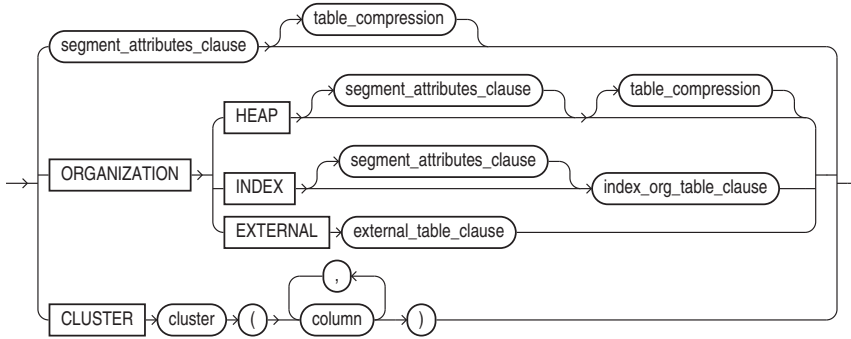 table_compression
segment_attributes_clause
segment_attributes_clause table_compression
HEAP
segment_attributes_clause
ORGANIZATION INDEX index_org_table_clause
EXTERNAL external_table_clause
,
CLUSTER cluster ( column )